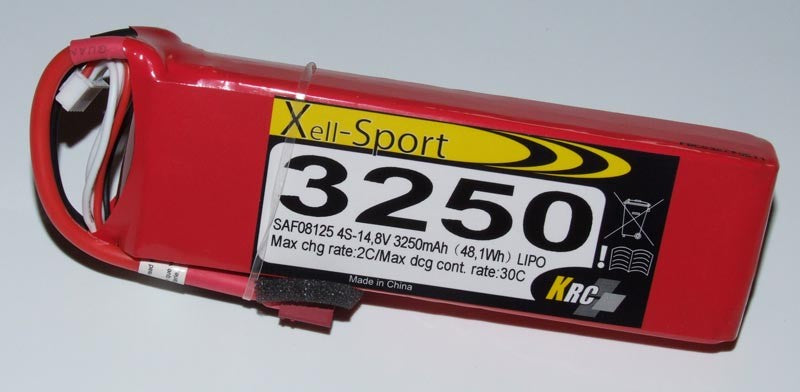 Xell-Sport
3250
SAF08125 4S-14,8V 3250mAh (48,1Wh) LIPO
Max chg rate:2C/Max dcg cont. rate:30C
!
KRC
Made in China